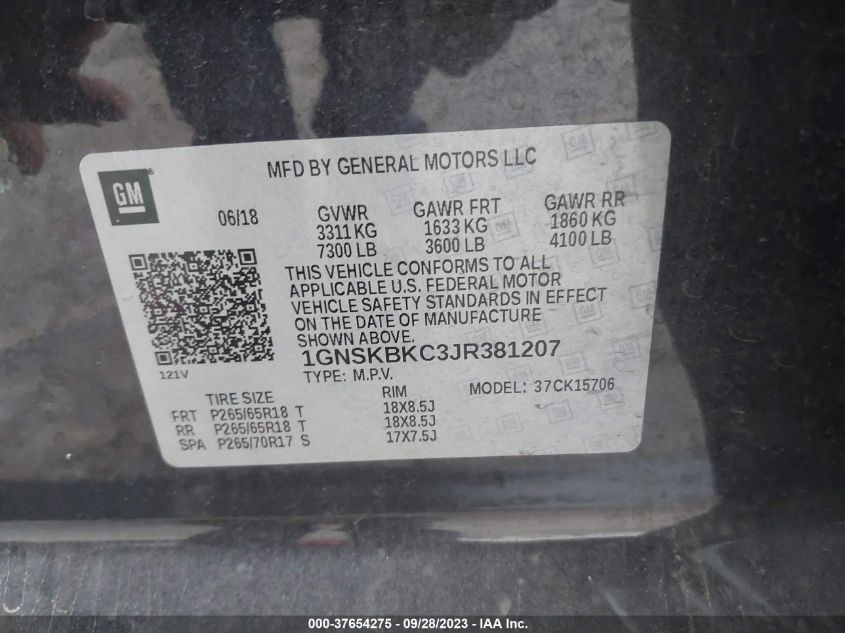 MFD BY GENERAL MOTORS LLC
GM
06/18 GVWR GAWR FRT GAWR RR
3311 KG 1633 KG 1860 KG
7300 LB 3600 LB 4100 LB
THIS VEHICLE CONFORMS TO ALL
APPLICABLE U.S. FEDERAL MOTOR
VEHICLE SAFETY STANDARDS IN EFFECT
ON THE DATE OF MANUFACTURE
SHOWN ABOVE.
1GNSKBKC3JR381207
121V
TYPE: M.P.V. MODEL: 37CK15706
TIRE SIZE RIM
FRT P265/65R18 T 18X8.5J
RR P265/65R18 T 18X8.5J
SPA P265/70R17 S 17X7.5J
000-37654275 - 09/28/2023 - IAA Inc.